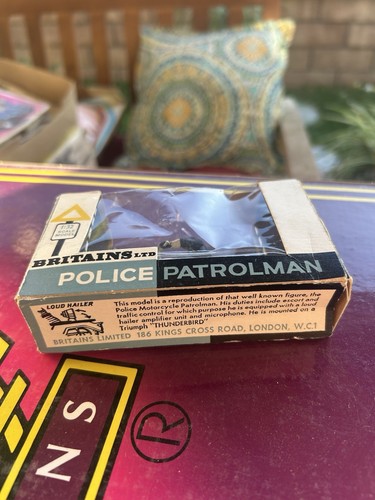 BRITAINS LTD
POLICE PATROLMAN
LOUD HAILER
This model is a reproduction of that well known figure, the
Police Motorcycle Patrolman. His duties include escort and
traffic control for which purpose he is equipped with a loud
hailer amplifier unit and microphone. He is mounted on a
Triumph "THUNDERBIRD"
BRITAINS LIMITED 186 KINGS CROSS ROAD, LONDON, W.C.1
NS
®